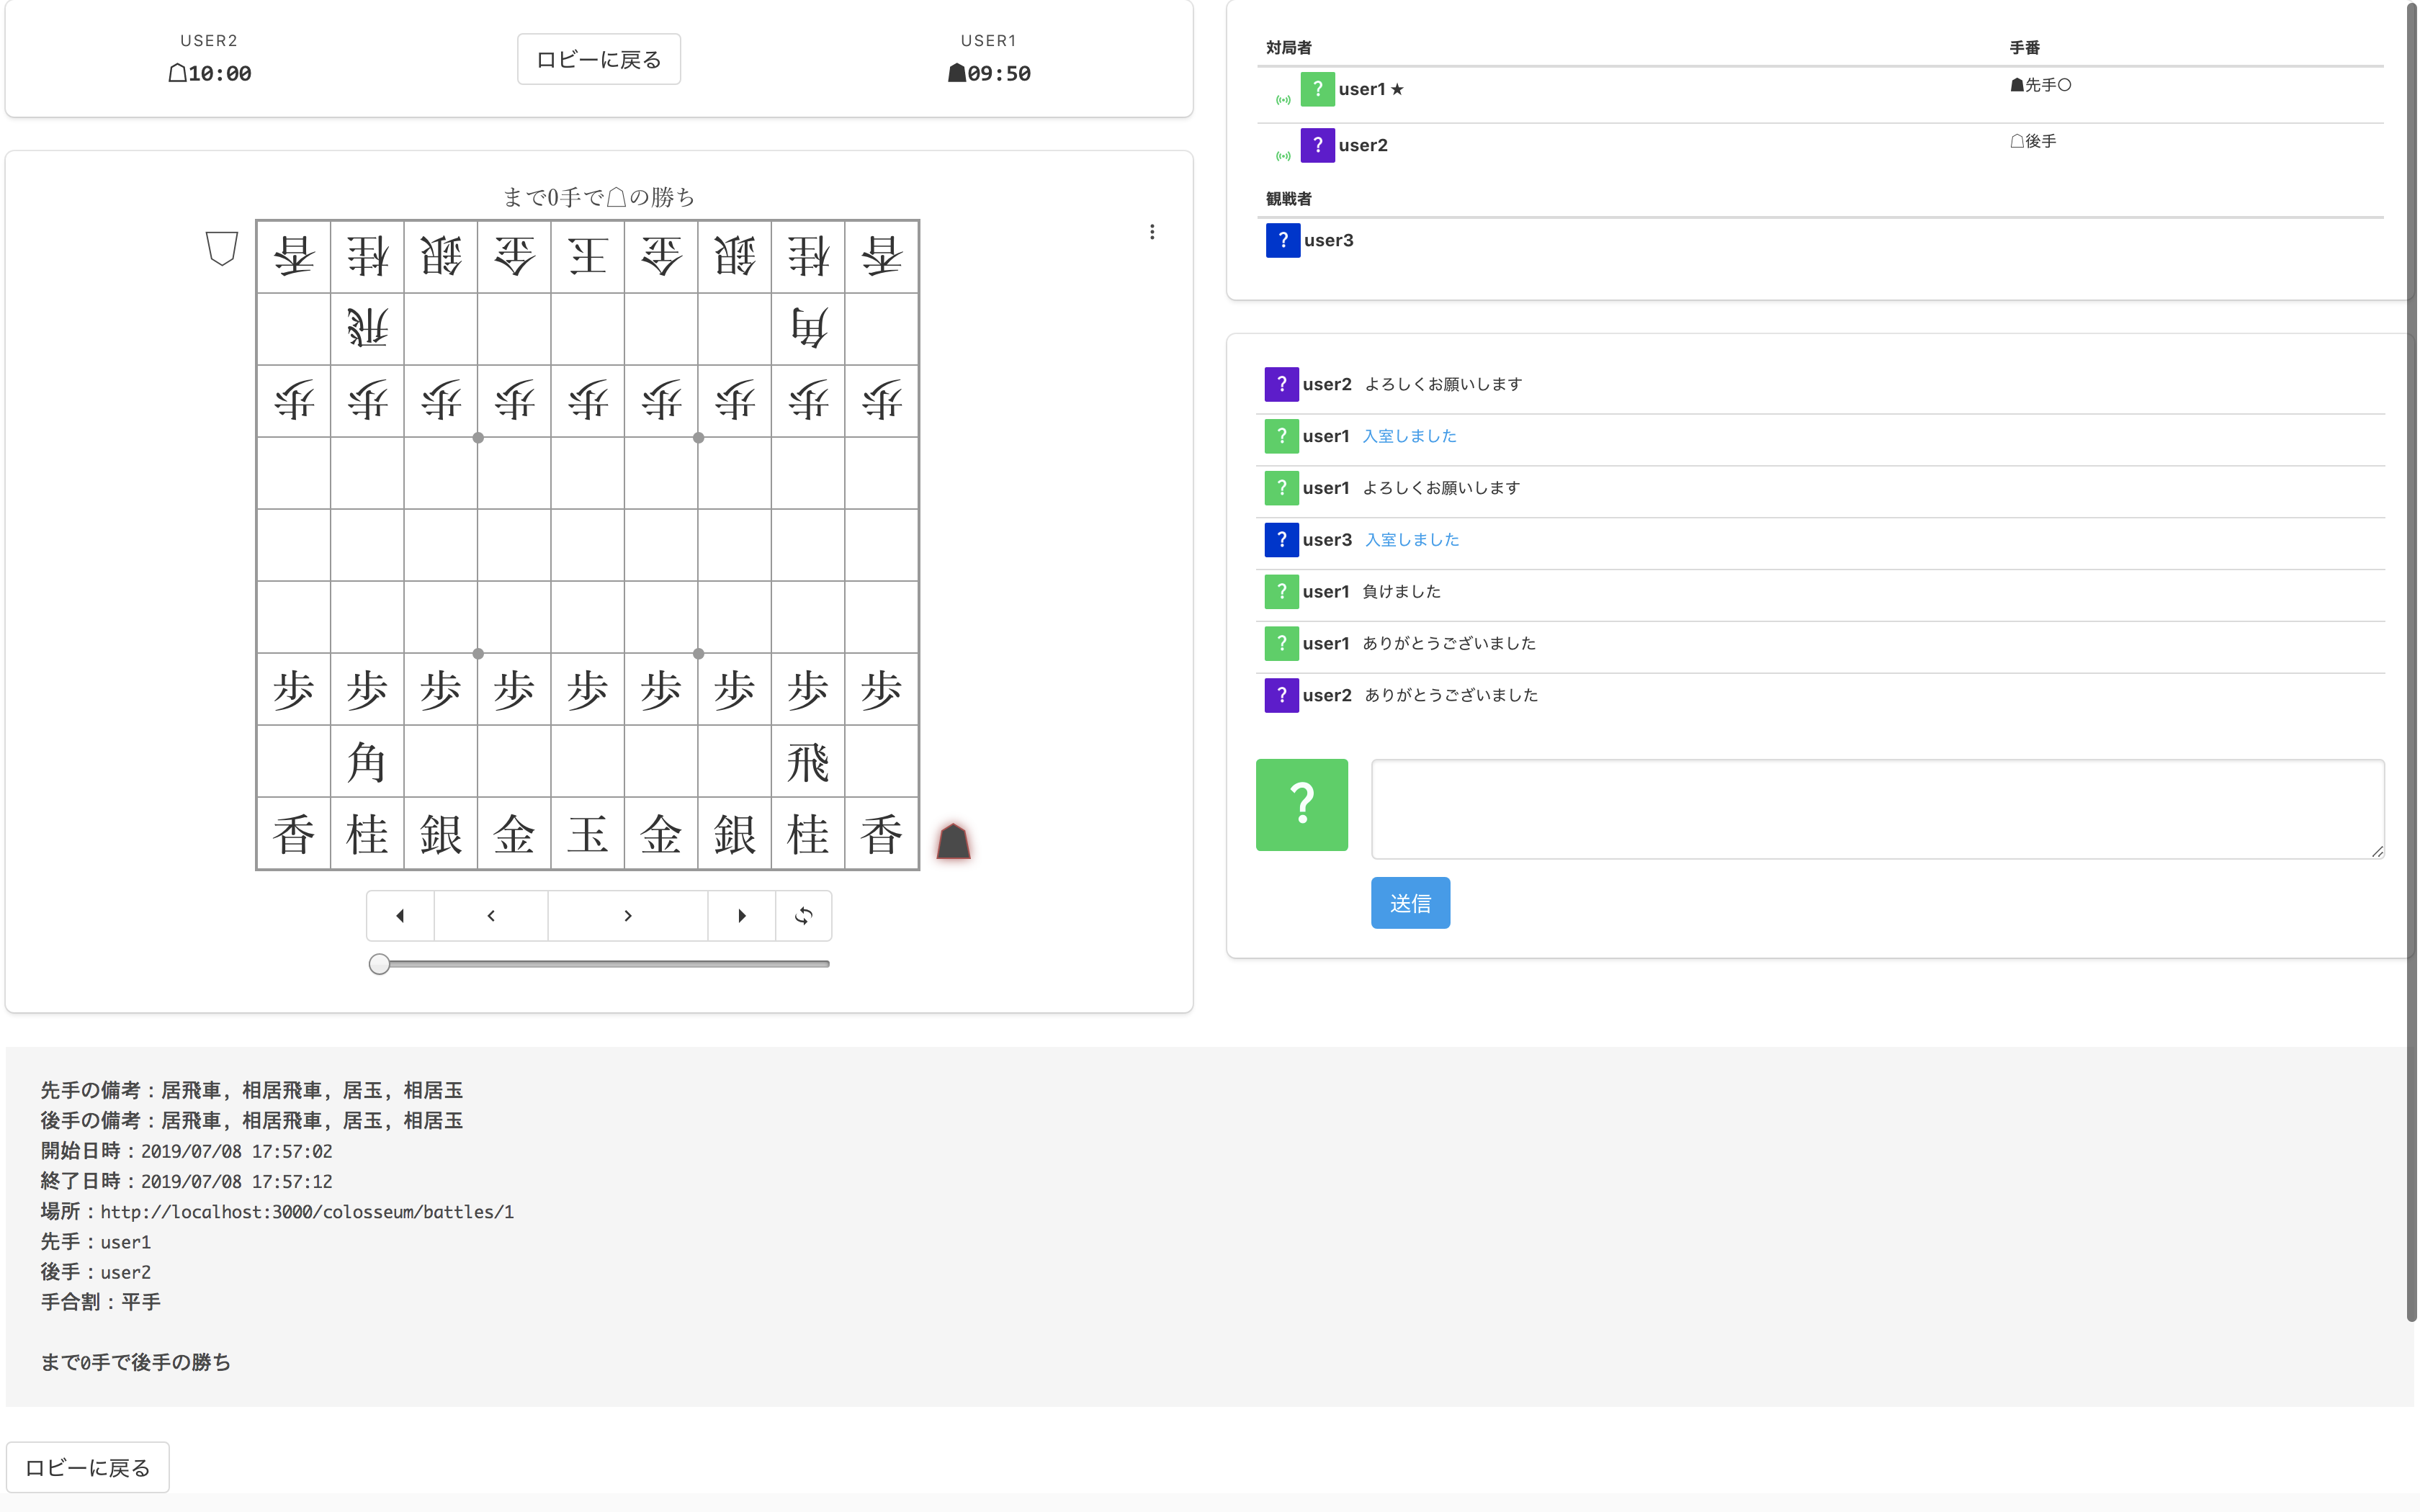 USER2
☖10:00
ロビーに戻る
USER1
☗09:50
まで0手で☖の勝ち
香 桂 銀 金 王 金 銀 桂 香
飛 角
歩 歩 歩 歩 歩 歩 歩 歩 歩
歩 歩 歩 歩 歩 歩 歩 歩 歩
角 飛
香 桂 銀 金 玉 金 銀 桂 香
対局者 手番
? user1 ★ ☗先手○
? user2 ☖後手
観戦者
? user3
? user2 よろしくお願いします
? user1 入室しました
? user1 よろしくお願いします
? user3 入室しました
? user1 負けました
? user1 ありがとうございました
? user2 ありがとうございました
?
送信
先手の備考：居飛車, 相居飛車, 居玉, 相居玉
後手の備考：居飛車, 相居飛車, 居玉, 相居玉
開始日時：2019/07/08 17:57:02
終了日時：2019/07/08 17:57:12
場所：http://localhost:3000/colosseum/battles/1
先手：user1
後手：user2
手合割：平手
まで0手で後手の勝ち
ロビーに戻る